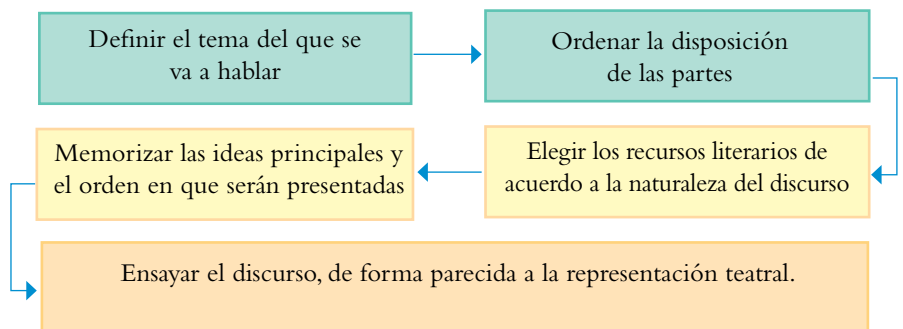 Definir el tema del que se
va a hablar
Ordenar la disposición
de las partes
Elegir los recursos literarios de
acuerdo a la naturaleza del discurso
Memorizar las ideas principales y
el orden en que serán presentadas
Ensayar el discurso, de forma parecida a la representación teatral.